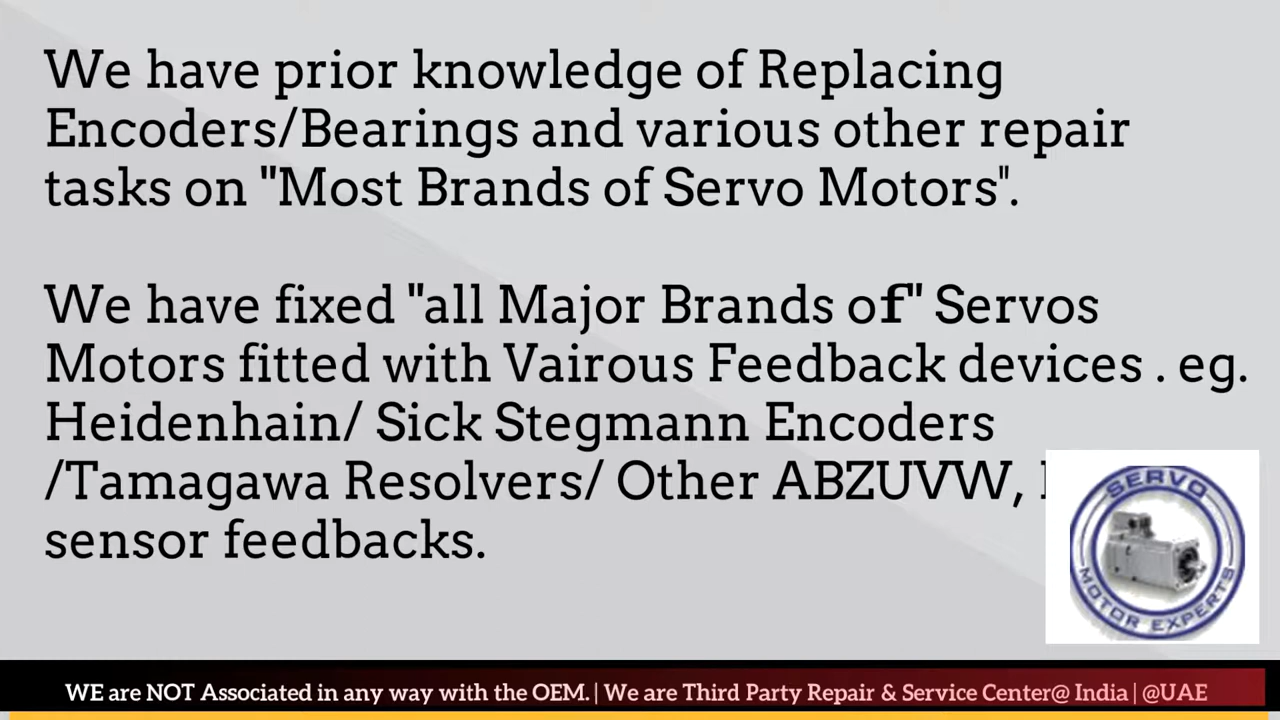 We have prior knowledge of Replacing
Encoders/Bearings and various other repair
tasks on "Most Brands of Servo Motors".
We have fixed "all Major Brands of" Servos
Motors fitted with Vairous Feedback devices . eg.
Heidenhain/ Sick Stegmann Encoders
/Tamagawa Resolvers/ Other ABZUVW,
sensor feedbacks.
SERVO
MOTOR EXPERTS
WE are NOT Associated in any way with the OEM. | We are Third Party Repair & Service Center@ India | @UAE